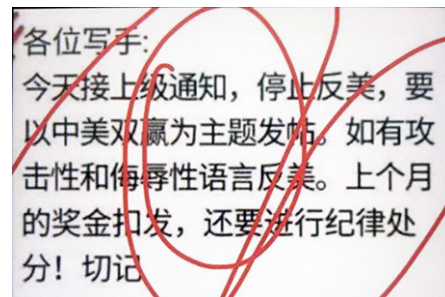 各位写手:
今天接上级通知，停止反美，要
以中美双赢为主题发帖。如有攻
击性和侮辱性语言反美。上个月
的奖金扣发，还要进行纪律处
分！切记